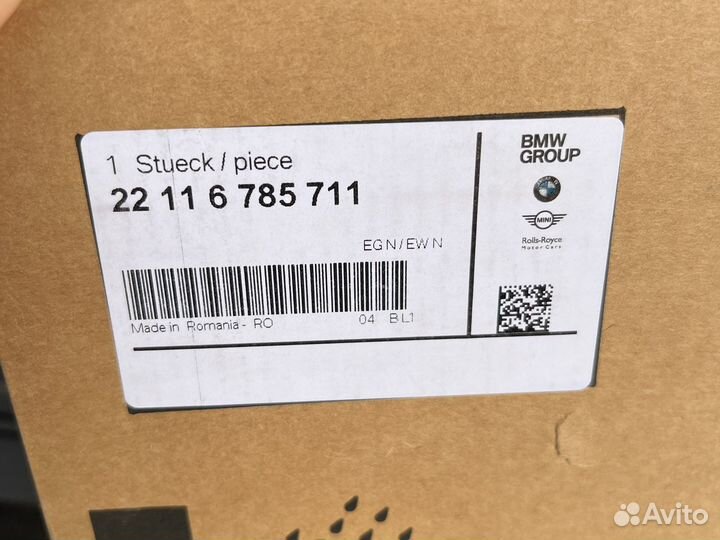 1 Stueck / piece
22 11 6 785 711
EGN/EWN
Made in Romania - RO 04 BL1
BMW
GROUP
MINI
Rolls-Royce
Motor Cars
Avito